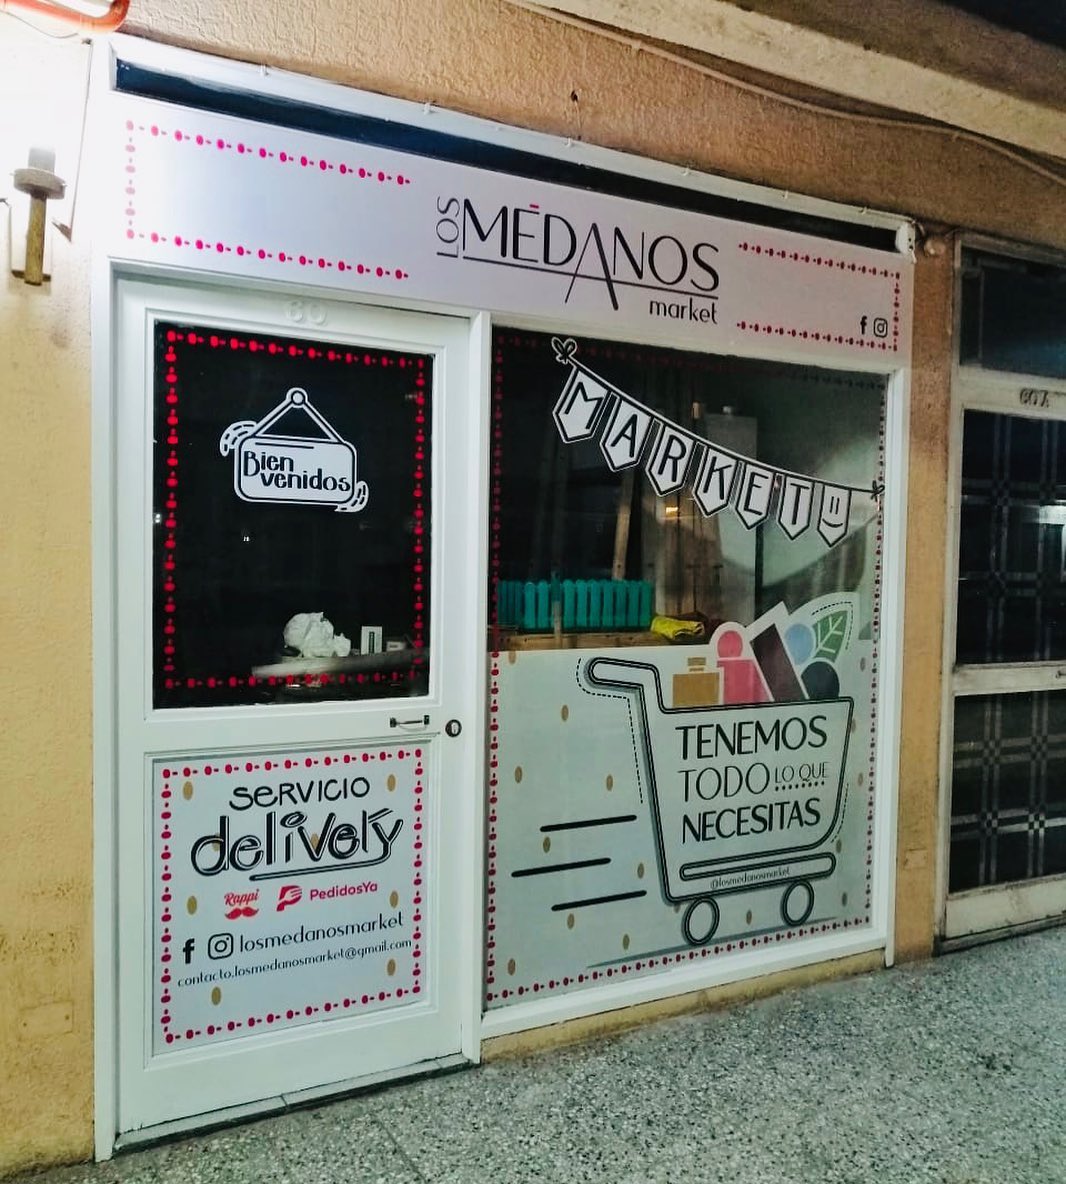 LOS MÉDANOS
market
60
60 A
Bien
venidos
MARKET
TENEMOS
TODO LO QUE
NECESITAS
@losmedanosmarket
SERVICIO
delivery
Rappi PedidosYa
losmedanosmarket
contacto.losmedanosmarket@gmail.com